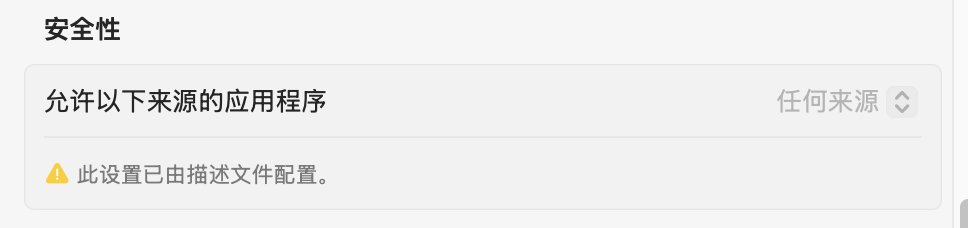 安全性
允许以下来源的应用程序
任何来源
此设置已由描述文件配置。